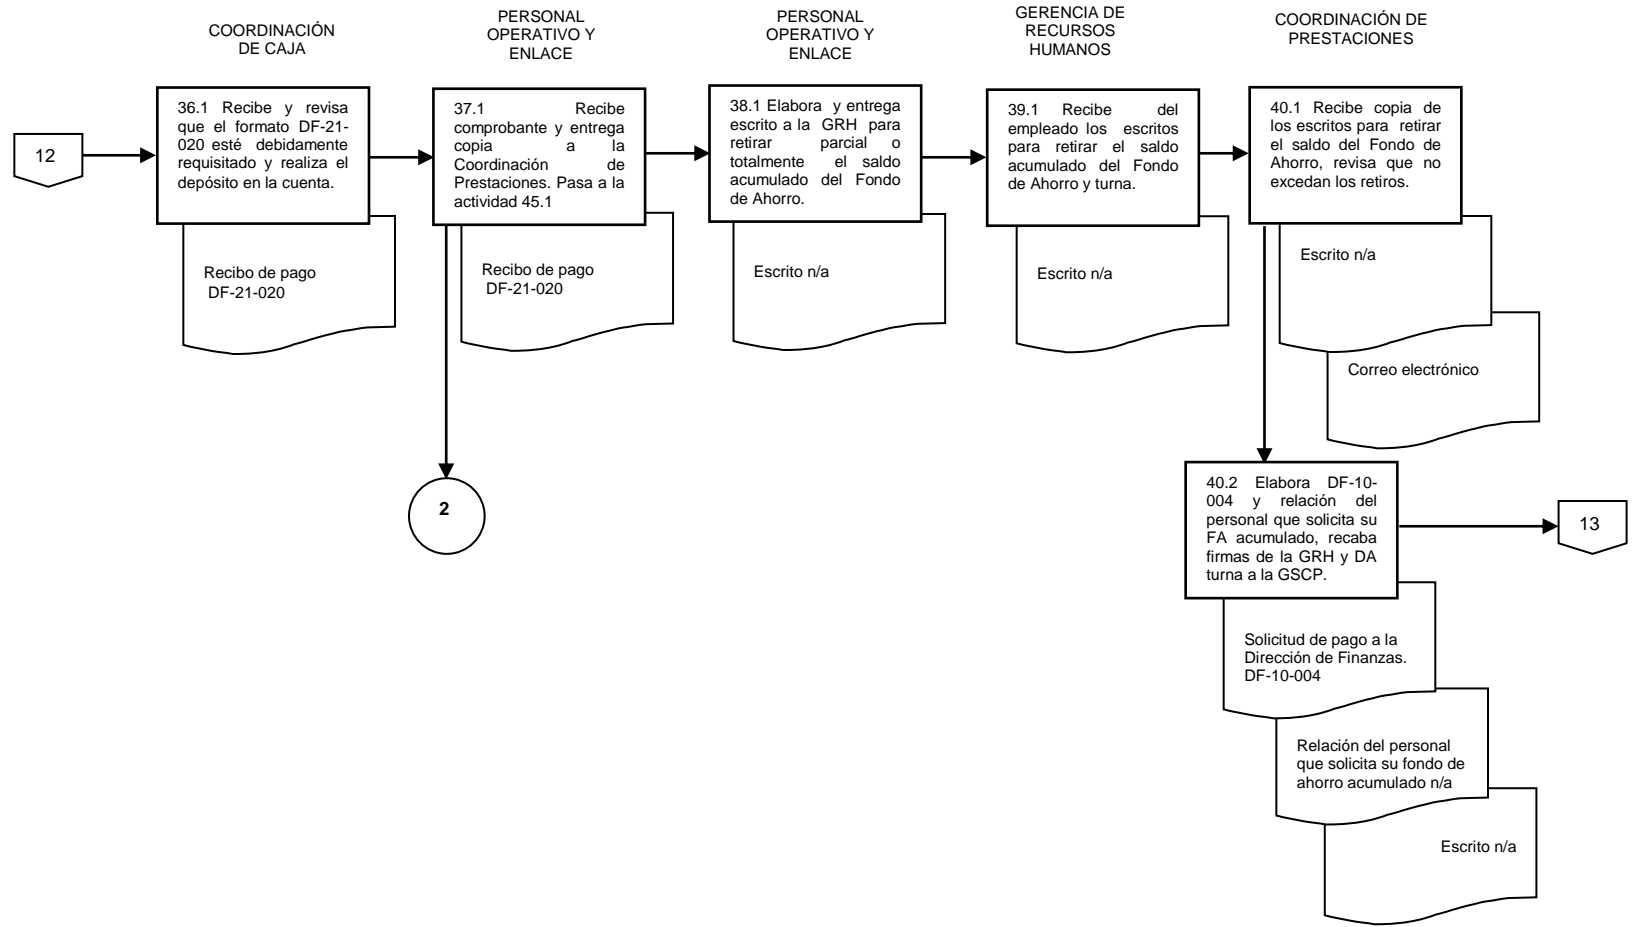 COORDINACIÓN
DE CAJA
PERSONAL
OPERATIVO Y
ENLACE
PERSONAL
OPERATIVO Y
ENLACE
GERENCIA DE
RECURSOS
HUMANOS
COORDINACIÓN DE
PRESTACIONES
12
36.1 Recibe y revisa
que el formato DF-21-
020 esté debidamente
requisitado y realiza el
depósito en la cuenta.
Recibo de pago
DF-21-020
37.1 Recibe
comprobante y entrega
copia a la
Coordinación de
Prestaciones. Pasa a la
actividad 45.1
Recibo de pago
DF-21-020
2
38.1 Elabora y entrega
escrito a la GRH para
retirar parcial o
totalmente el saldo
acumulado del Fondo
de Ahorro.
Escrito n/a
39.1 Recibe del
empleado los escritos
para retirar el saldo
acumulado del Fondo
de Ahorro y turna.
Escrito n/a
40.1 Recibe copia de
los escritos para retirar
el saldo del Fondo de
Ahorro, revisa que no
excedan los retiros.
Escrito n/a
Correo electrónico
40.2 Elabora DF-10-
004 y relación del
personal que solicita su
FA acumulado, recaba
firmas de la GRH y DA
turna a la GSCP.
13
Solicitud de pago a la
Dirección de Finanzas.
DF-10-004
Relación del personal
que solicita su fondo de
ahorro acumulado n/a
Escrito n/a